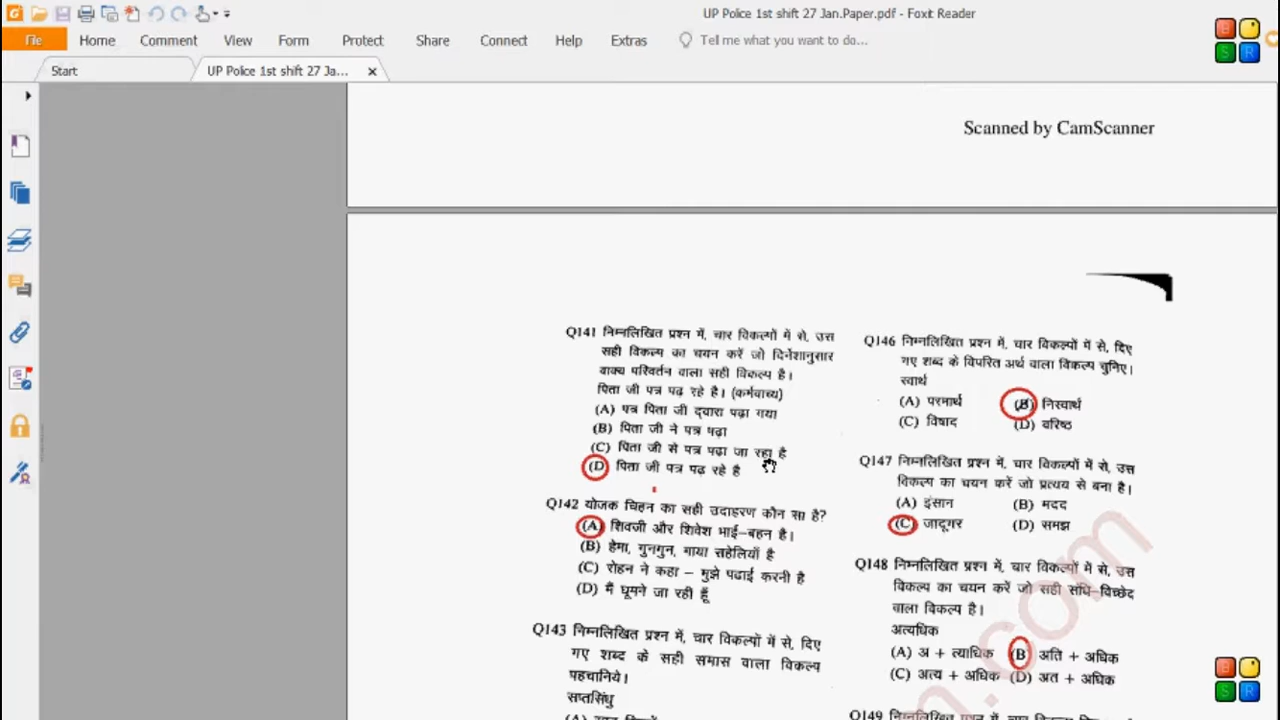 UP Police 1st shift 27 Jan.Paper.pdf - Foxit Reader
File Home Comment View Form Protect Share Connect Help Extras Tell me what you want to do...
Start UP Police 1st shift 27 Ja...
Scanned by CamScanner
Q141 निम्नलिखित प्रश्न में, चार विकल्पों में से, उस
सही विकल्प का चयन करें जो दिर्नेशानुसार
वाक्य परिवर्तन वाला सही विकल्प है।
पिता जी पत्र पढ़ रहे है। (कर्मवाच्य)
(A) पत्र पिता जी द्वारा पढ़ा गया
(B) पिता जी ने पत्र पढ़ा
(C) पिता जी से पत्र पढ़ा जा रहा है
(D) पिता जी पत्र पढ़ रहे है
Q142 योजक चिहन का सही उदाहरण कौन सा है?
(A) शिवजी और शिवेश भाई-बहन है।
(B) हेमा, गुनगुन, गाया सहेलियाँ है
(C) रोहन ने कहा - मुझे पढाई करनी है
(D) मैं घूमने जा रही हूँ
Q143 निम्नलिखित प्रश्न में, चार विकल्पों में से, दिए
गए शब्द के सही समास वाला विकल्प
पहचानिये।
सप्तसिंधु
(A)
Q146 निम्नलिखित प्रश्न में, चार विकल्पों में से, दिए
गए शब्द के विपरित अर्थ वाला विकल्प चुनिए।
स्वार्थ
(A) परमार्थ (B) निस्वार्थ
(C) विषाद (D) वरिष्ठ
Q147 निम्नलिखित प्रश्न में, चार विकल्पों में से, उस
विकल्प का चयन करें जो प्रत्यय से बना है।
(A) इंसान (B) मदद
(C) जादूगर (D) समझ
Q148 निम्नलिखित प्रश्न में, चार विकल्पों में से, उस
विकल्प का चयन करें जो सही संधि-विच्छेद
वाला विकल्प है।
अत्यधिक
(A) अ + त्याधिक (B) अति + अधिक
(C) अत्य + अधिक (D) अत + अधिक
Q149 निम्नलिखित प्रश्न में, चार विकल्पों में से, उस
n.com
B
S R
B
S R